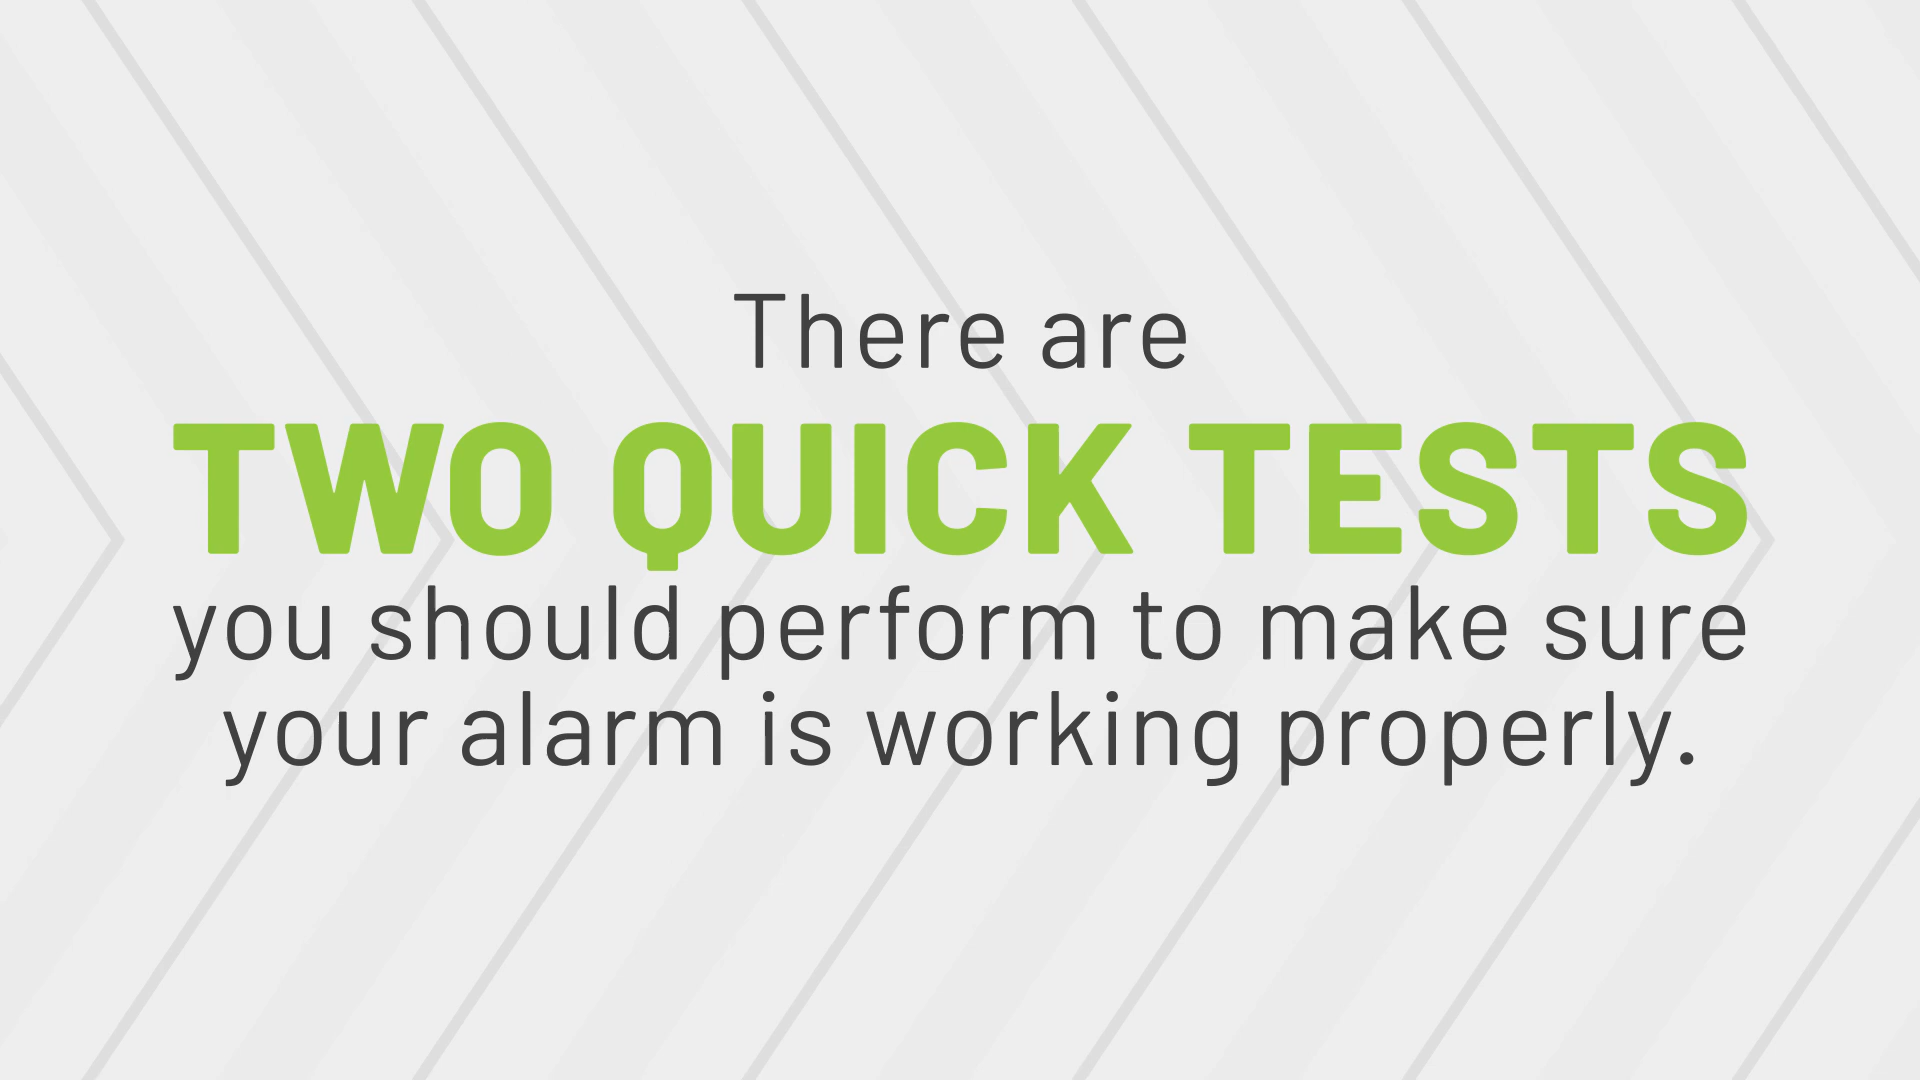 There are
TWO QUICK TESTS
you should perform to make sure
your alarm is working properly.